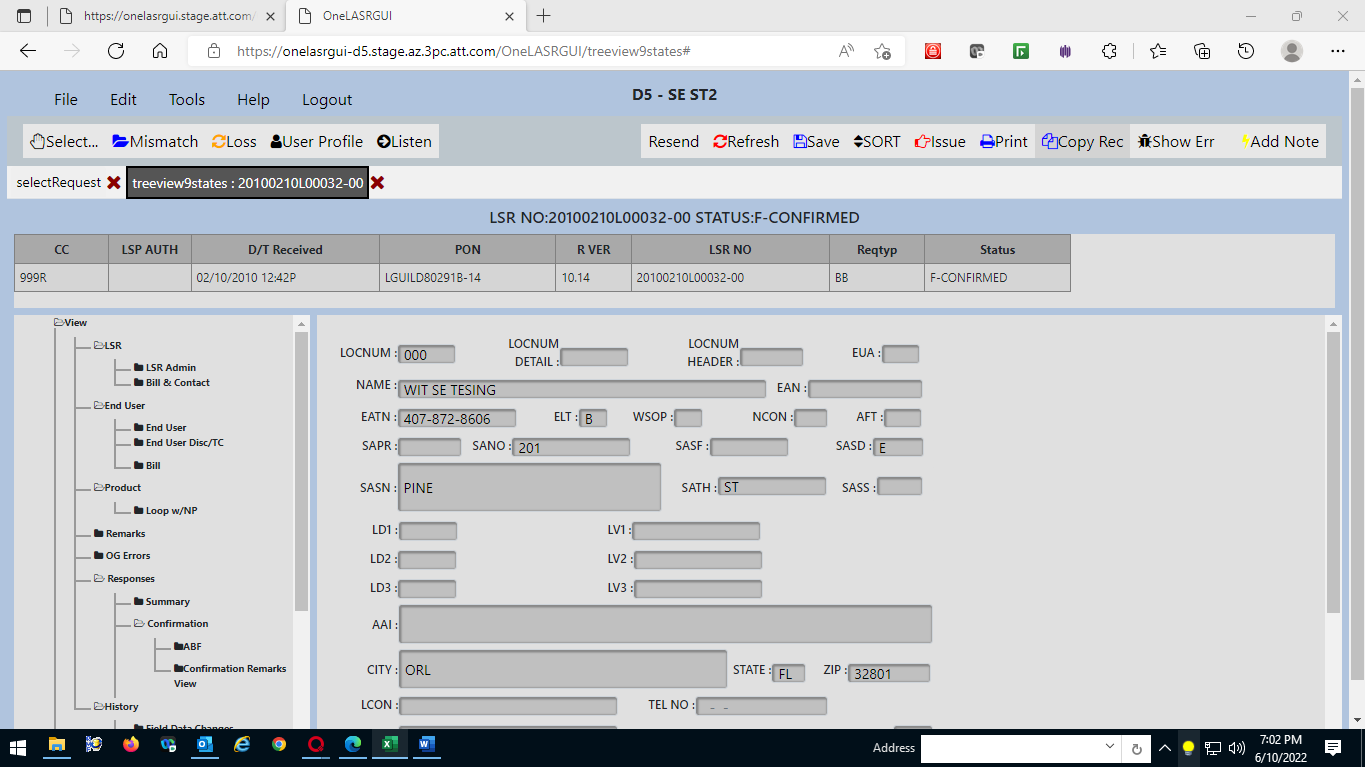 https://onelasrgui.stage.att.com/
OneLASRGUI
https://onelasrgui-d5.stage.az.3pc.att.com/OneLASRGUI/treeview9states#
File Edit Tools Help Logout
D5 - SE ST2
Select... Mismatch Loss User Profile Listen
Resend Refresh Save SORT Issue Print Copy Rec Show Err Add Note
selectRequest treeview9states : 20100210L00032-00
LSR NO:20100210L00032-00 STATUS:F-CONFIRMED
CC LSP AUTH D/T Received PON R VER LSR NO Reqtyp Status
999R 02/10/2010 12:42P LGUILD80291B-14 10.14 20100210L00032-00 BB F-CONFIRMED
View
LSR
LSR Admin
Bill & Contact
End User
End User
End User Disc/TC
Bill
Product
Loop w/NP
Remarks
OG Errors
Responses
Summary
Confirmation
ABF
Confirmation Remarks
View
History
Field Data Changes
LOCNUM : 000 LOCNUM DETAIL : LOCNUM HEADER : EUA :
NAME : WIT SE TESING EAN :
EATN : 407-872-8606 ELT : B WSOP : NCON : AFT :
SAPR : SANO : 201 SASF : SASD : E
SASN : PINE SATH : ST SASS :
LD1 : LV1 :
LD2 : LV2 :
LD3 : LV3 :
AAI :
CITY : ORL STATE : FL ZIP : 32801
LCON : TEL NO : - -
Address
7:02 PM
6/10/2022